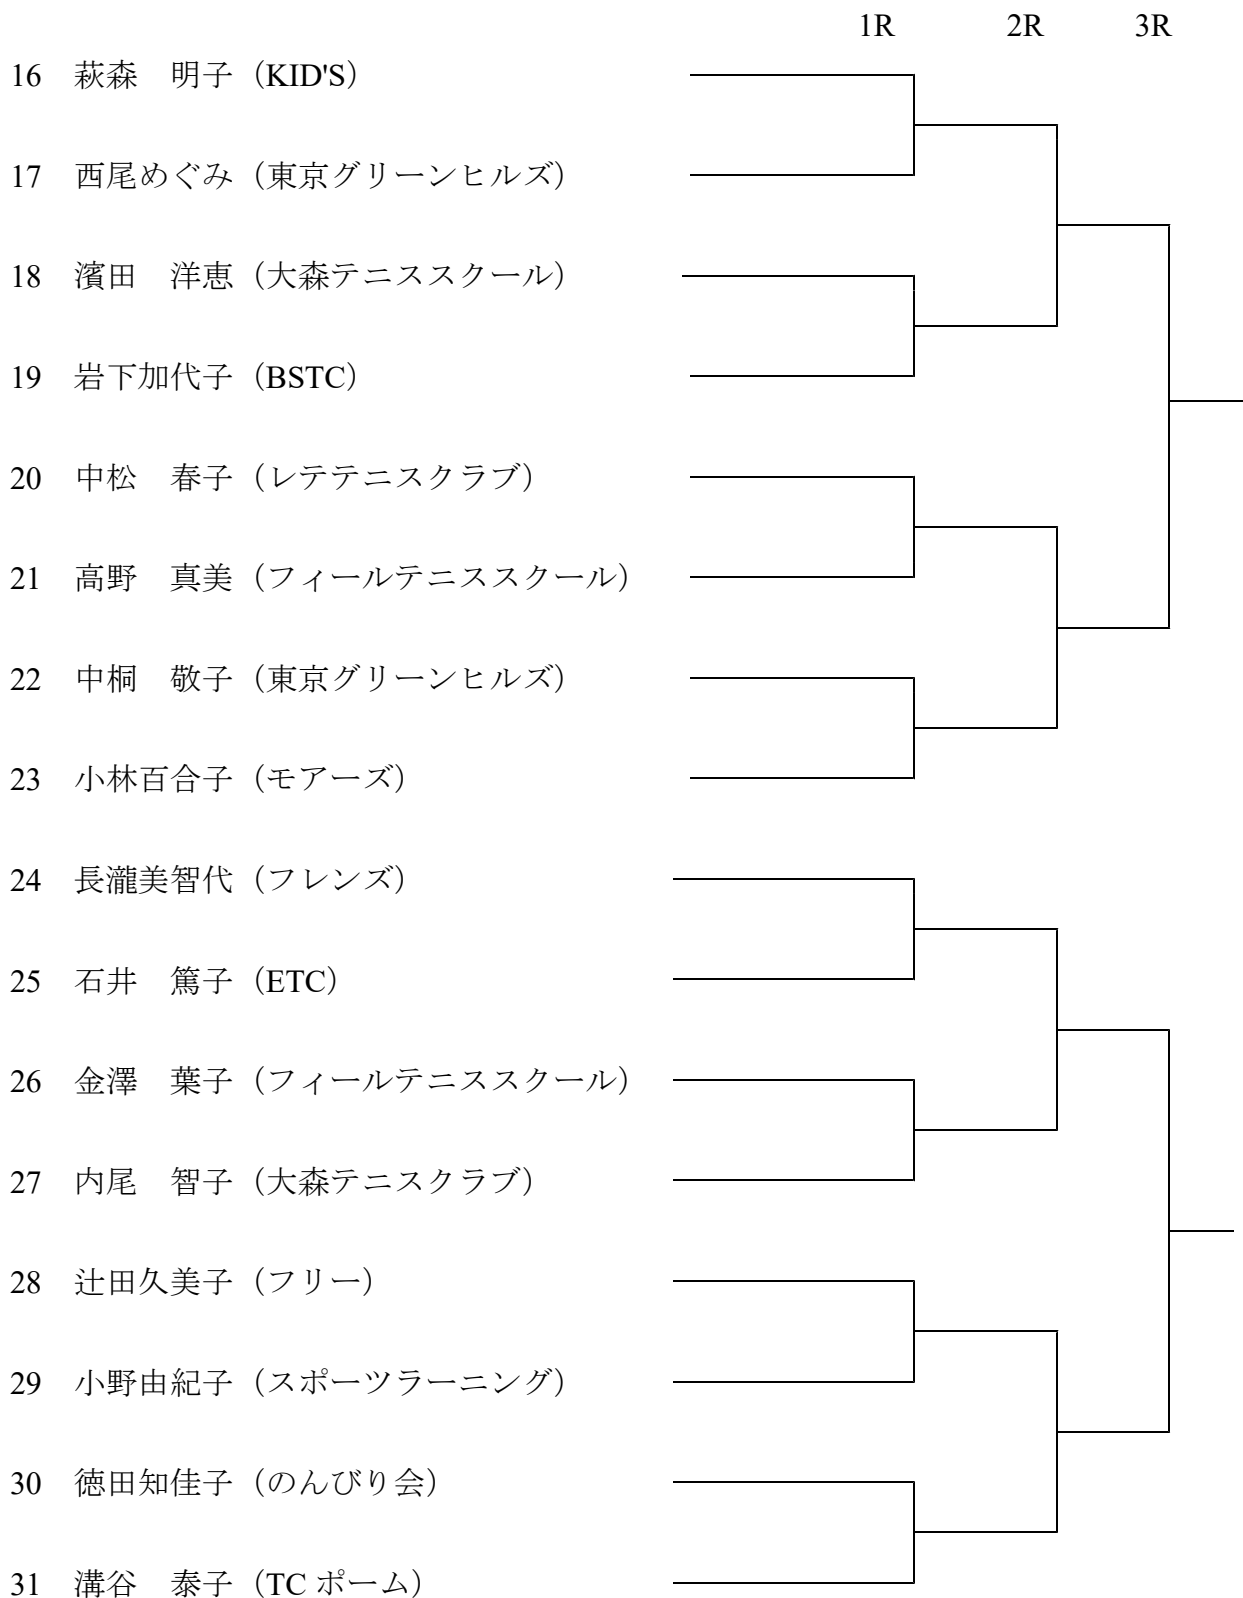 1R 2R 3R
16 萩森　明子（KID'S）
17 西尾めぐみ（東京グリーンヒルズ）
18 濱田　洋恵（大森テニススクール）
19 岩下加代子（BSTC）
20 中松　春子（レテテニスクラブ）
21 高野　真美（フィールテニススクール）
22 中桐　敬子（東京グリーンヒルズ）
23 小林百合子（モアーズ）
24 長瀧美智代（フレンズ）
25 石井　篤子（ETC）
26 金澤　葉子（フィールテニススクール）
27 内尾　智子（大森テニスクラブ）
28 辻田久美子（フリー）
29 小野由紀子（スポーツラーニング）
30 徳田知佳子（のんびり会）
31 溝谷　泰子（TC ポーム）